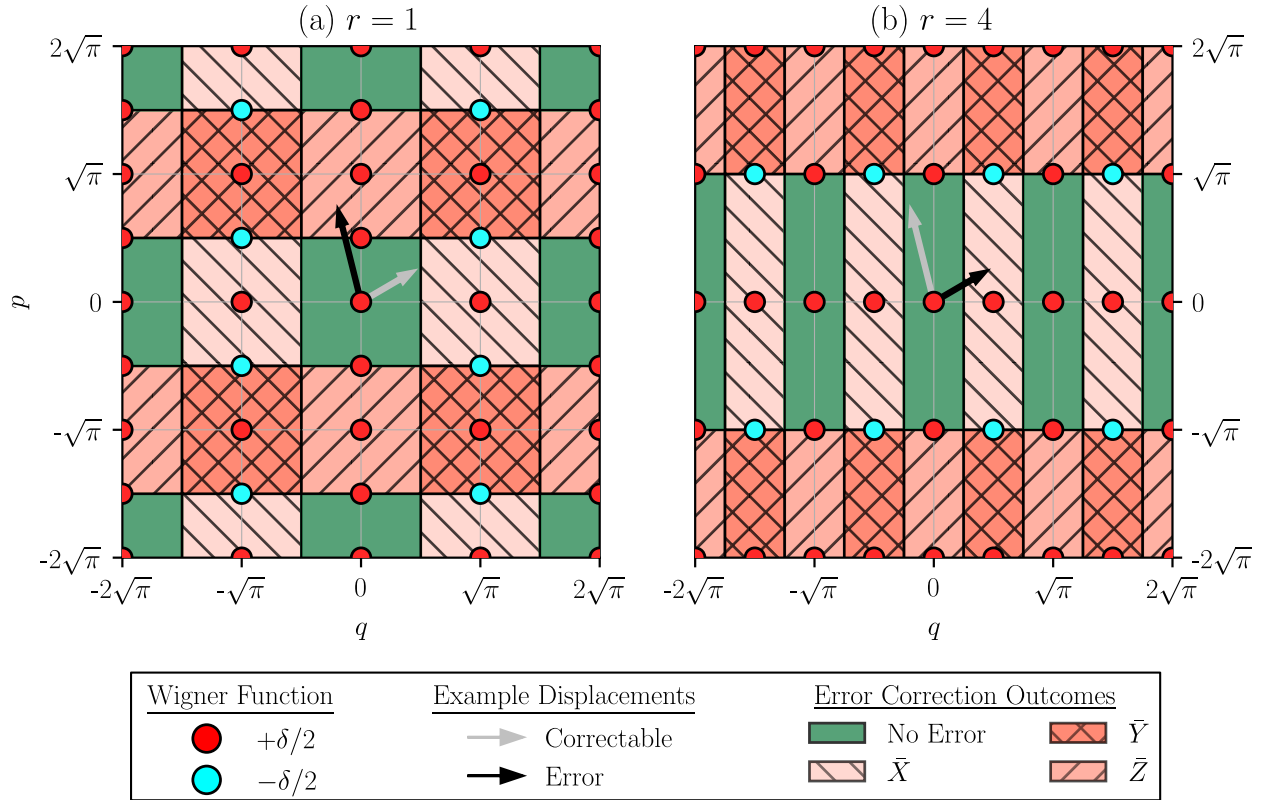 (a) r = 1
(b) r = 4
2√π
√π
0
-√π
-2√π
p
-2√π -√π 0 √π 2√π
q
2√π
√π
0
-√π
-2√π
-2√π -√π 0 √π 2√π
q
Wigner Function
+δ/2
−δ/2
Example Displacements
Correctable
Error
Error Correction Outcomes
No Error
X̄
Ȳ
Z̄